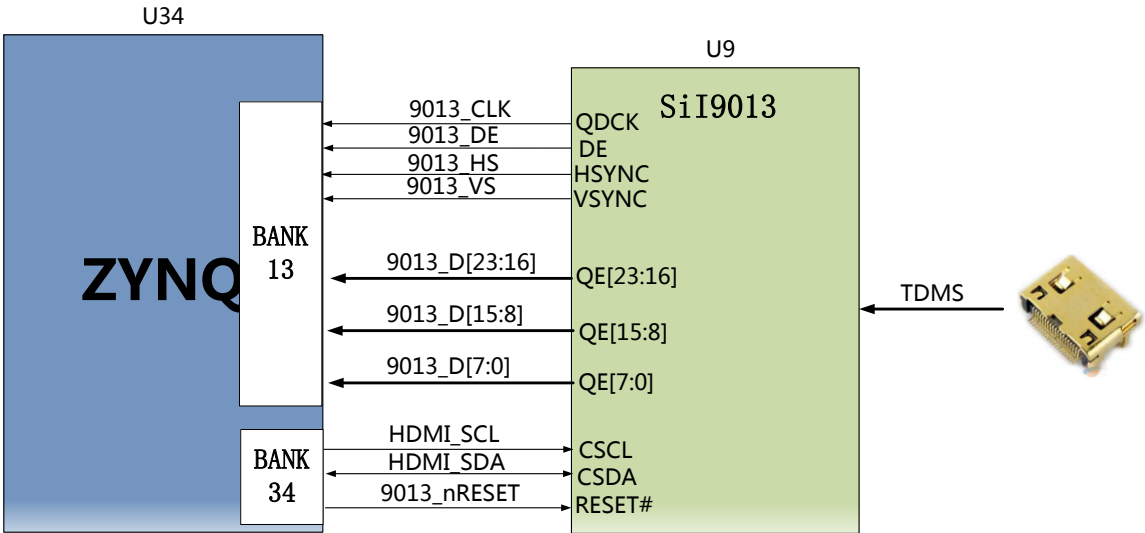 U34
U9
SiI9013
9013_CLK
QDCK
9013_DE
DE
9013_HS
HSYNC
9013_VS
VSYNC
BANK
13
ZYNQ
9013_D[23:16]
QE[23:16]
TDMS
9013_D[15:8]
QE[15:8]
9013_D[7:0]
QE[7:0]
HDMI_SCL
CSCL
BANK
34
HDMI_SDA
CSDA
9013_nRESET
RESET#